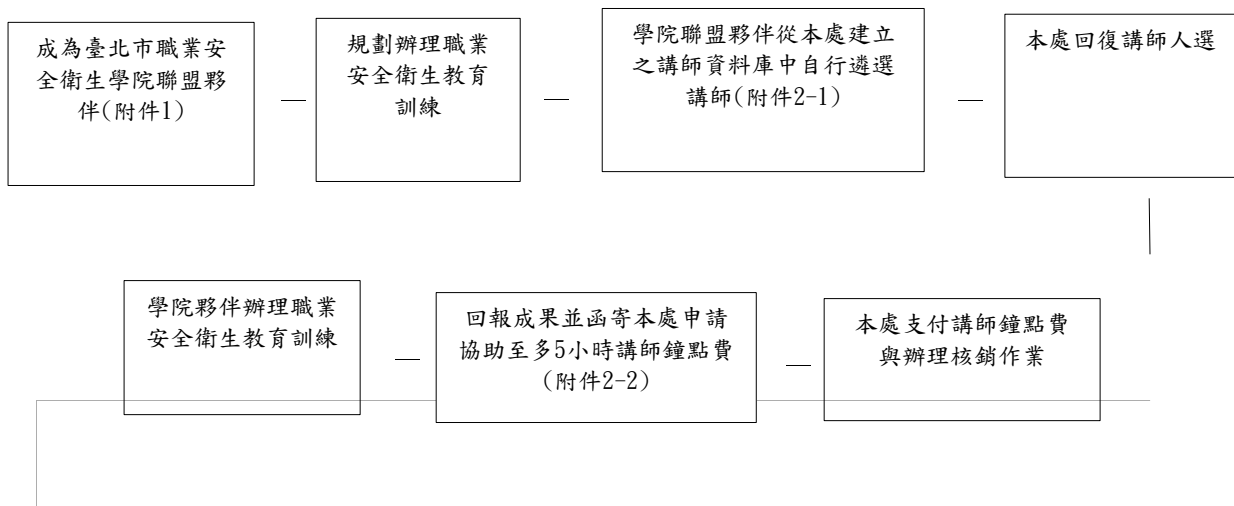 成為臺北市職業安
全衛生學院聯盟夥
伴(附件1)
規劃辦理職業
安全衛生教育
訓練
學院聯盟夥伴從本處建立
之講師資料庫中自行遴選
講師(附件2-1)
本處回復講師人選
學院夥伴辦理職業
安全衛生教育訓練
回報成果並函寄本處申請
協助至多5小時講師鐘點費
(附件2-2)
本處支付講師鐘點費
與辦理核銷作業